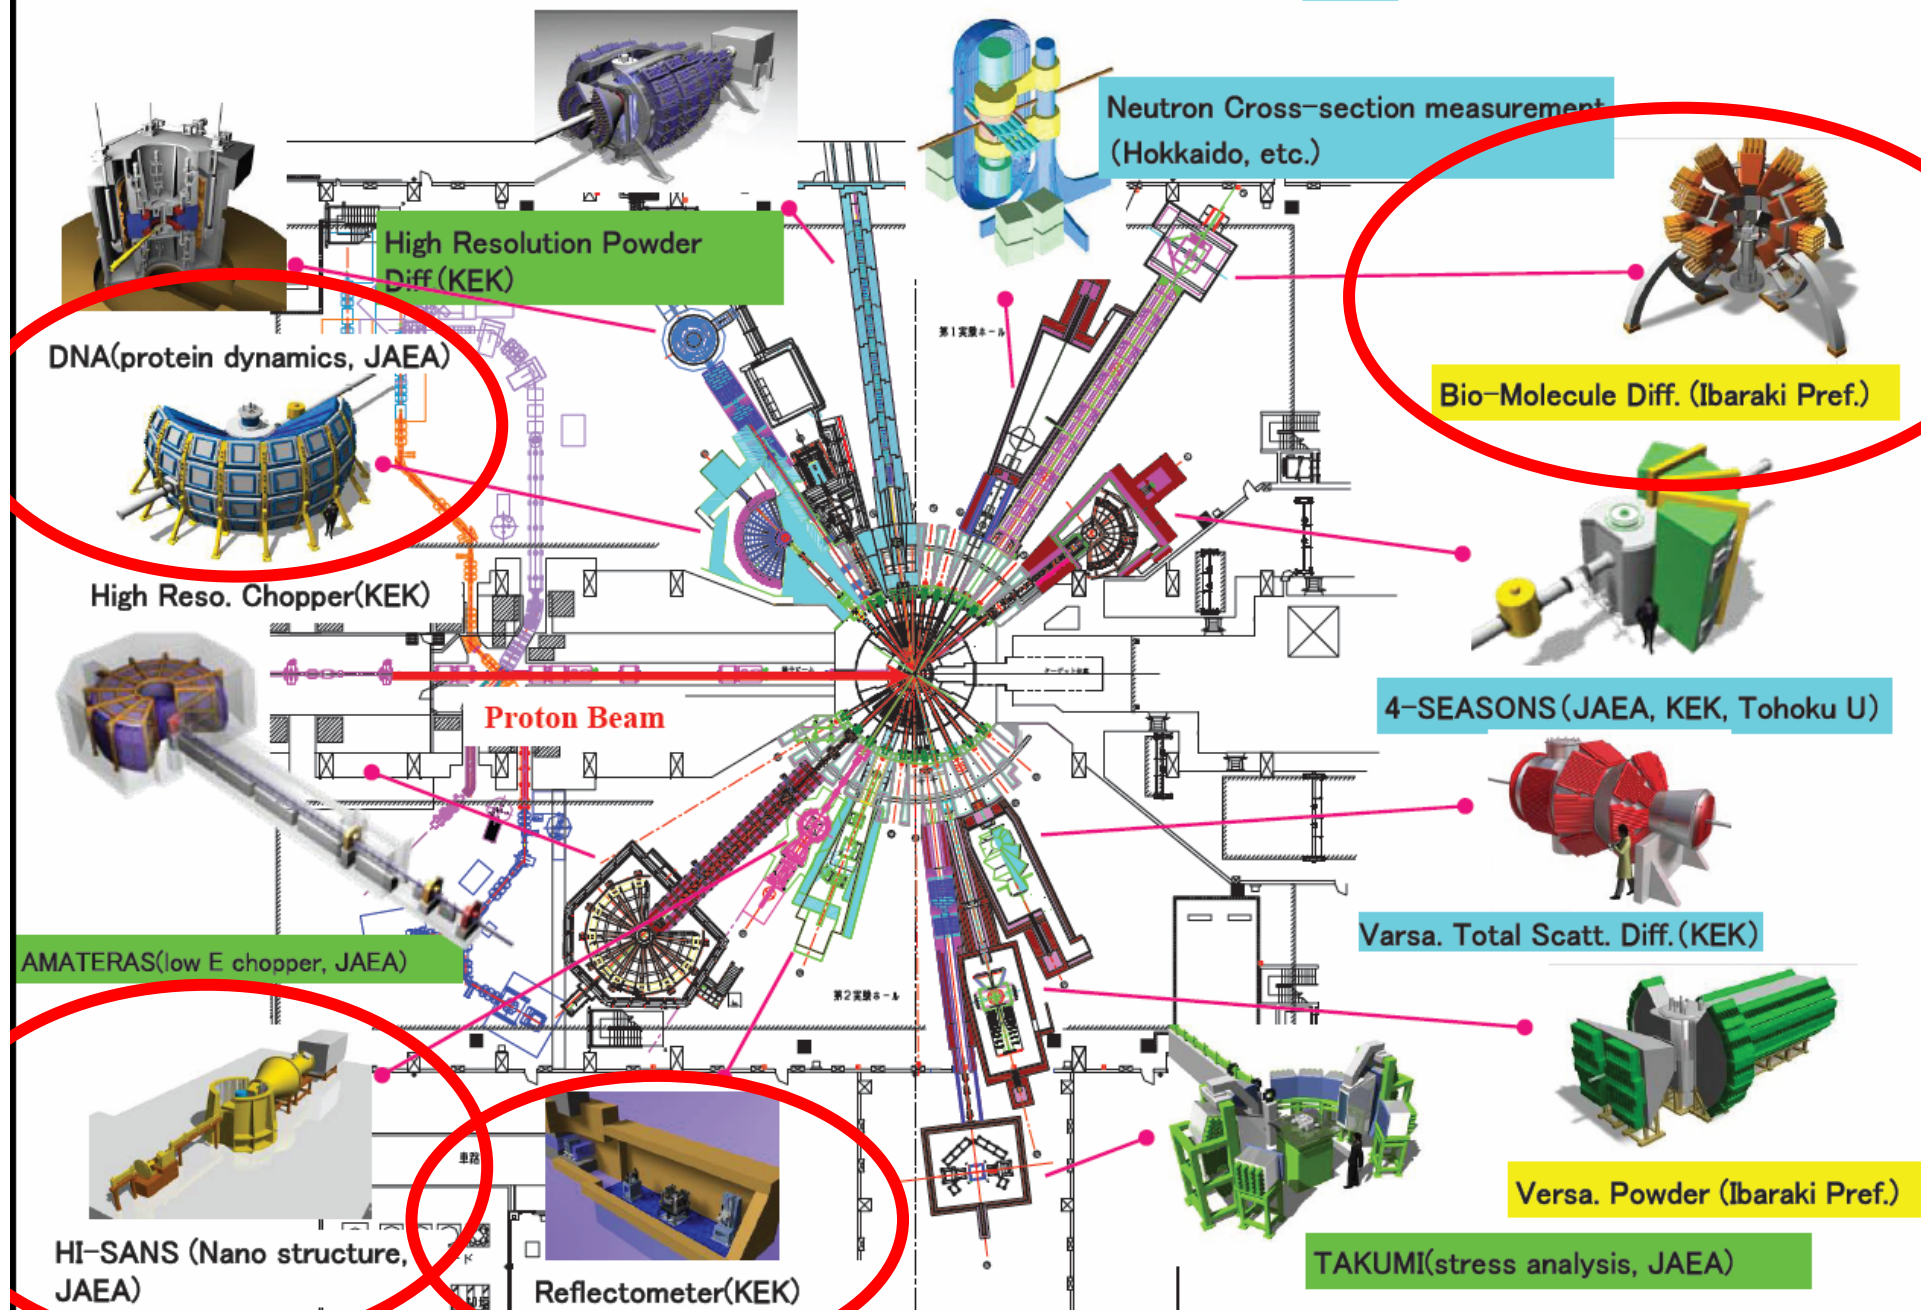 Neutron Cross-section measurement
(Hokkaido, etc.)
High Resolution Powder
Diff.(KEK)
第1実験ホール
DNA(protein dynamics, JAEA)
Bio-Molecule Diff. (Ibaraki Pref.)
High Reso. Chopper(KEK)
Proton Beam
4-SEASONS(JAEA, KEK, Tohoku U)
Varsa. Total Scatt. Diff.(KEK)
AMATERAS(low E chopper, JAEA)
第2実験ホール
車路
Versa. Powder (Ibaraki Pref.)
HI-SANS (Nano structure,
JAEA)
TAKUMI(stress analysis, JAEA)
Reflectometer(KEK)